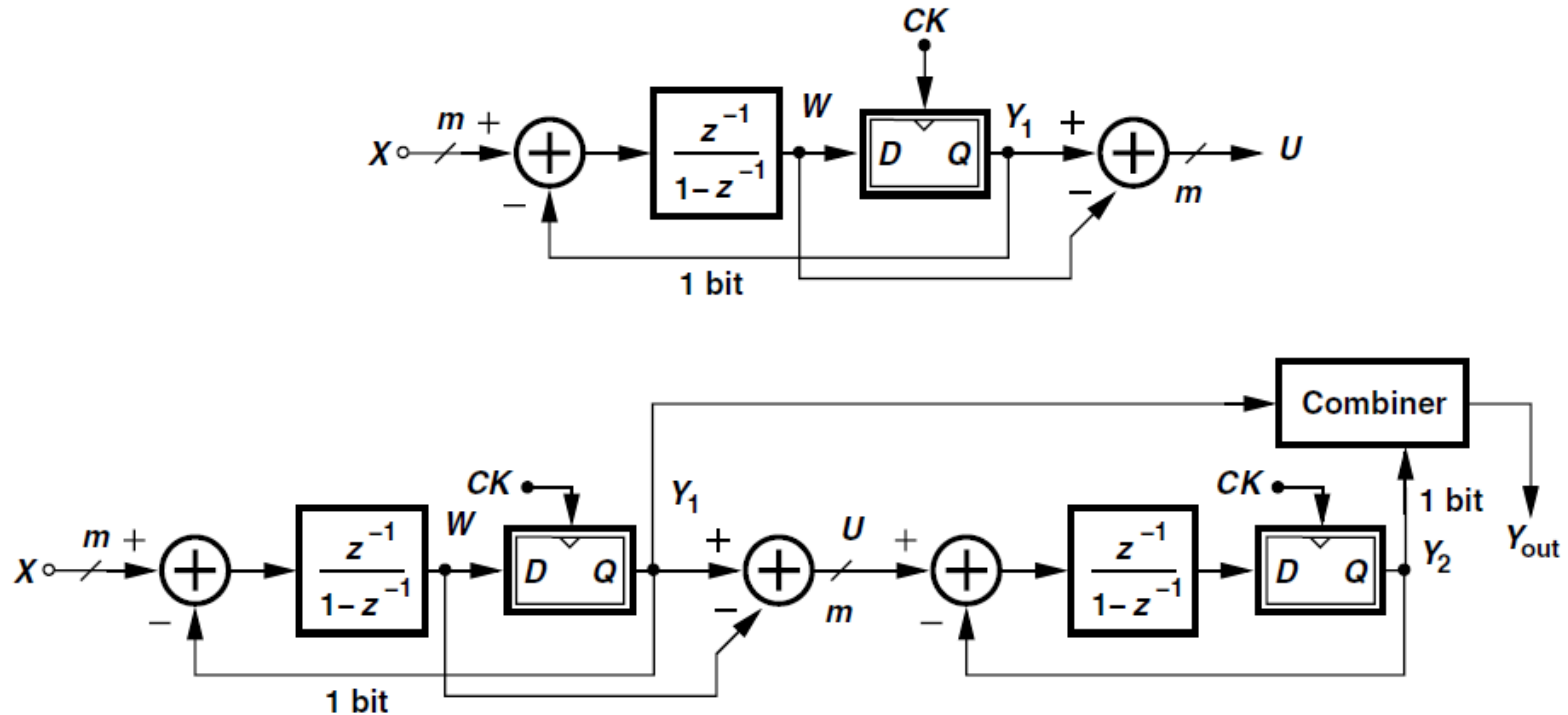 CK
X m + + − z⁻¹ / 1−z⁻¹ W D Q Y₁ + + − m U
1 bit
Combiner
CK Y₁ CK 1 bit
X m + + − z⁻¹ / 1−z⁻¹ W D Q + + − U m + + − z⁻¹ / 1−z⁻¹ D Q Y₂ Yout
1 bit